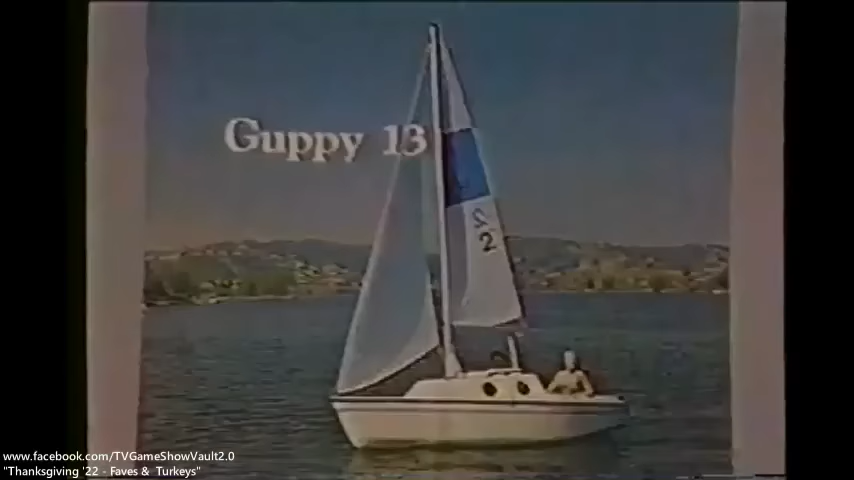 Guppy 13
2
www.facebook.com/TVGameShowVault2.0
"Thanksgiving '22 - Faves & Turkeys"